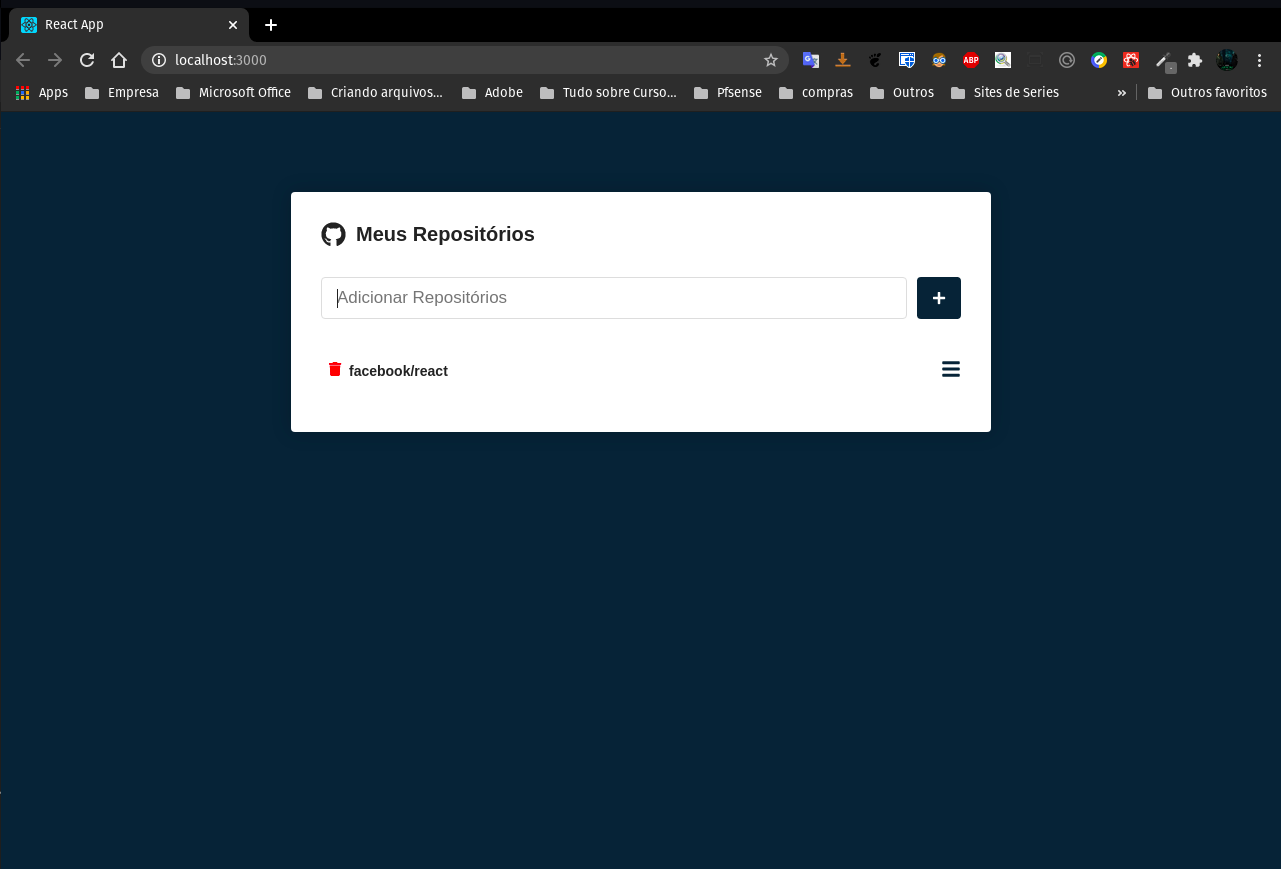 React App
localhost:3000
ABP
Apps Empresa Microsoft Office Criando arquivos... Adobe Tudo sobre Curso... Pfsense compras Outros Sites de Series » Outros favoritos
Meus Repositórios
Adicionar Repositórios
facebook/react